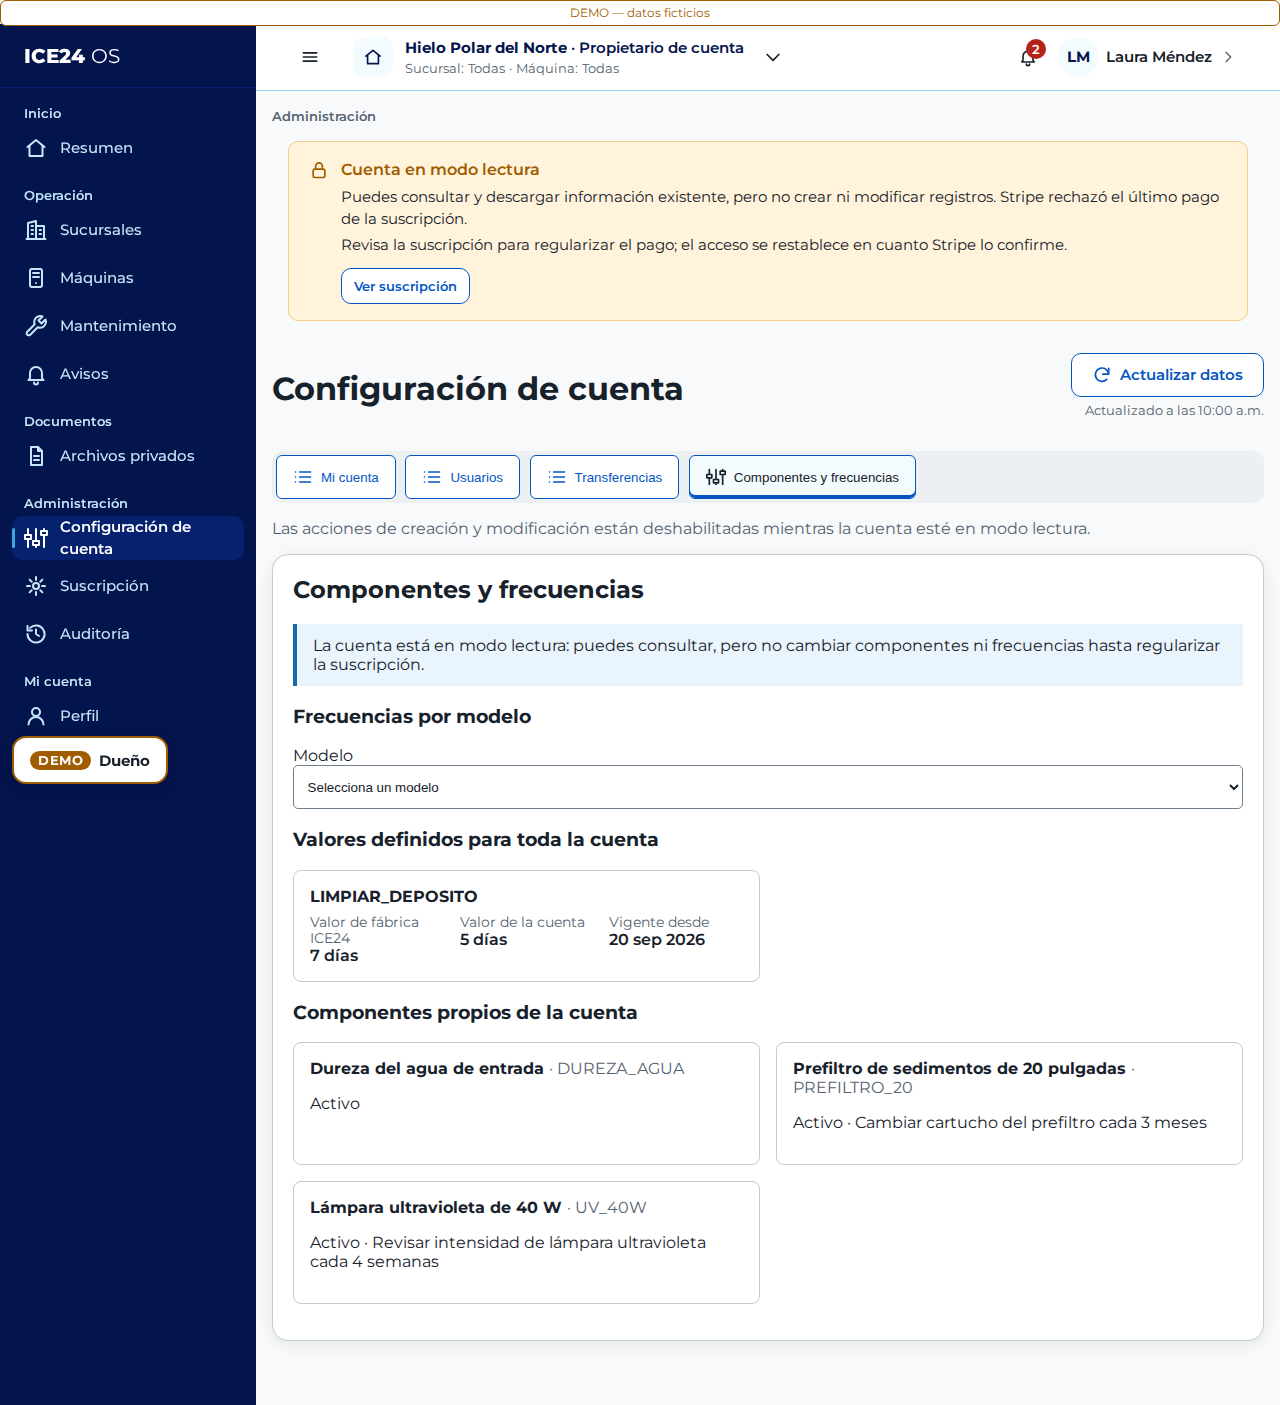 DEMO — datos ficticios
ICE24 OS
Hielo Polar del Norte · Propietario de cuenta
Sucursal: Todas · Máquina: Todas
2
LM
Laura Méndez
Inicio
Resumen
Operación
Sucursales
Máquinas
Mantenimiento
Avisos
Documentos
Archivos privados
Administración
Configuración de
cuenta
Suscripción
Auditoría
Mi cuenta
Perfil
DEMO Dueño
Administración
Cuenta en modo lectura
Puedes consultar y descargar información existente, pero no crear ni modificar registros. Stripe rechazó el último pago
de la suscripción.
Revisa la suscripción para regularizar el pago; el acceso se restablece en cuanto Stripe lo confirme.
Ver suscripción
Configuración de cuenta
Actualizar datos
Actualizado a las 10:00 a.m.
Mi cuenta
Usuarios
Transferencias
Componentes y frecuencias
Las acciones de creación y modificación están deshabilitadas mientras la cuenta esté en modo lectura.
Componentes y frecuencias
La cuenta está en modo lectura: puedes consultar, pero no cambiar componentes ni frecuencias hasta regularizar
la suscripción.
Frecuencias por modelo
Modelo
Selecciona un modelo
Valores definidos para toda la cuenta
LIMPIAR_DEPOSITO
Valor de fábrica
ICE24
7 días
Valor de la cuenta
5 días
Vigente desde
20 sep 2026
Componentes propios de la cuenta
Dureza del agua de entrada · DUREZA_AGUA
Activo
Prefiltro de sedimentos de 20 pulgadas ·
PREFILTRO_20
Activo · Cambiar cartucho del prefiltro cada 3 meses
Lámpara ultravioleta de 40 W · UV_40W
Activo · Revisar intensidad de lámpara ultravioleta
cada 4 semanas